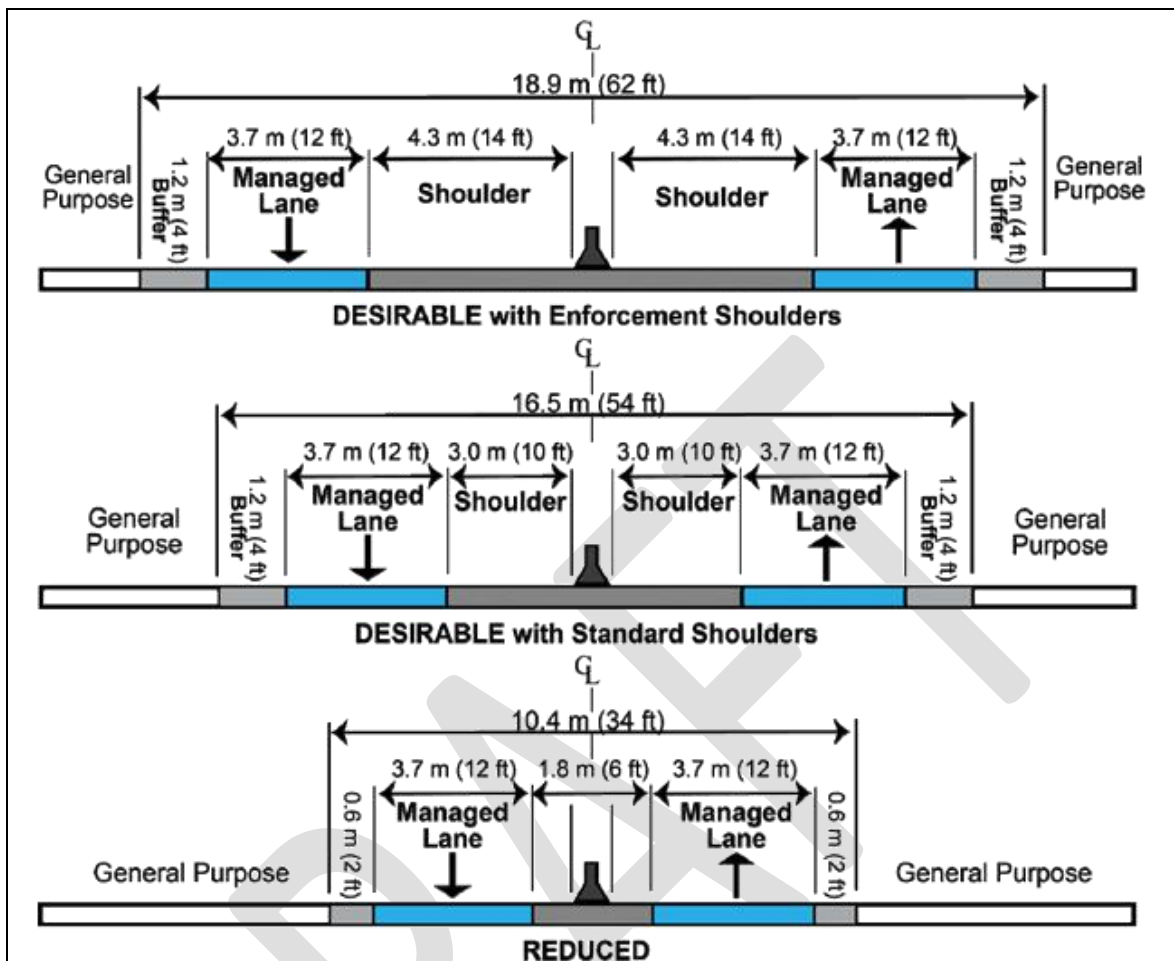 CL
18.9 m (62 ft)
3.7 m (12 ft) 4.3 m (14 ft) 4.3 m (14 ft) 3.7 m (12 ft)
General
Purpose
1.2 m (4 ft)
Buffer
Managed
Lane
Shoulder
Shoulder
Managed
Lane
1.2 m (4 ft)
Buffer
General
Purpose
DESIRABLE with Enforcement Shoulders
CL
16.5 m (54 ft)
3.7 m (12 ft) 3.0 m (10 ft) 3.0 m (10 ft) 3.7 m (12 ft)
General
Purpose
1.2 m (4 ft)
Buffer
Managed
Lane
Shoulder
Shoulder
Managed
Lane
1.2 m (4 ft)
Buffer
General
Purpose
DESIRABLE with Standard Shoulders
CL
10.4 m (34 ft)
3.7 m (12 ft) 1.8 m (6 ft) 3.7 m (12 ft)
General Purpose
0.6 m (2 ft)
Managed
Lane
Managed
Lane
0.6 m (2 ft)
General Purpose
REDUCED
DRAFT